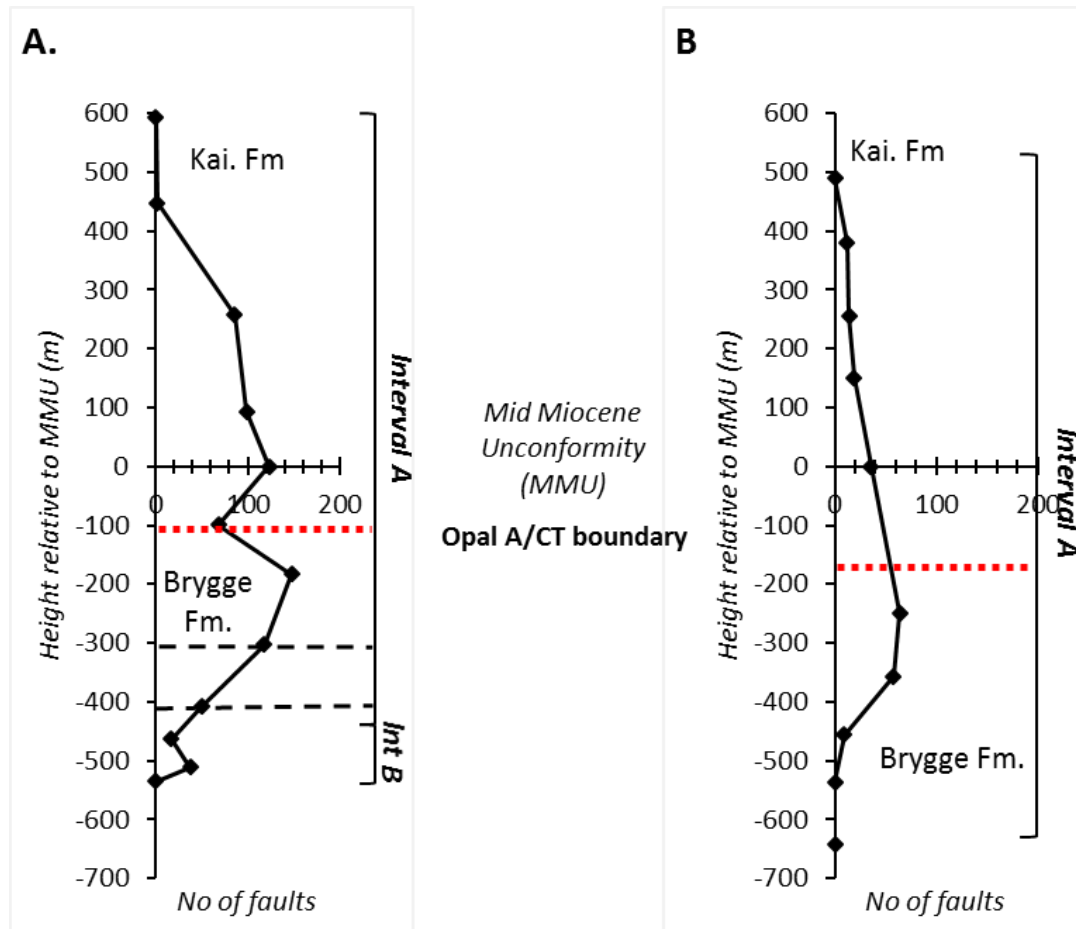 A.
600
500
400
300
200
100
0
-100
-200
-300
-400
-500
-600
-700
Height relative to MMU (m)
Kai. Fm
0 100 200
Brygge
Fm.
Interval A
Int B
No of faults
Mid Miocene
Unconformity
(MMU)
Opal A/CT boundary
B
600
500
400
300
200
100
0
-100
-200
-300
-400
-500
-600
-700
Height relative to MMU (m)
Kai. Fm
0 100 200
Interval A
Brygge Fm.
No of faults